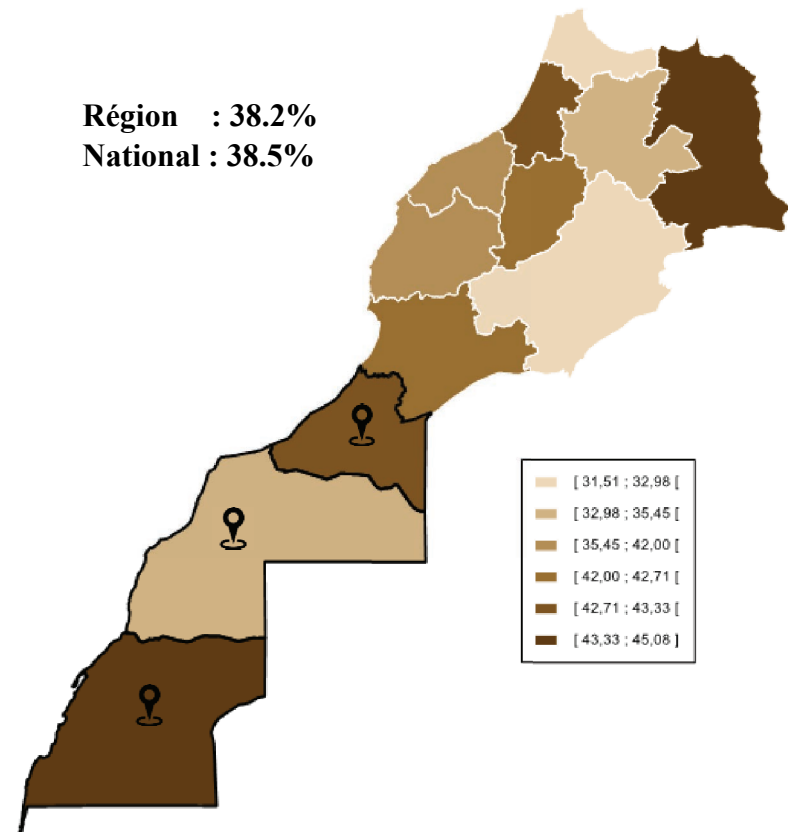 Région : 38.2%
National : 38.5%
[ 31,51 ; 32,98 [
[ 32,98 ; 35,45 [
[ 35,45 ; 42,00 [
[ 42,00 ; 42,71 [
[ 42,71 ; 43,33 [
[ 43,33 ; 45,08 ]